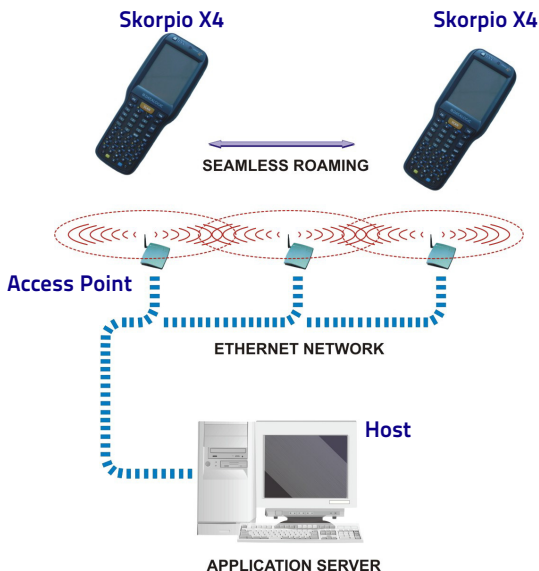 Skorpio X4
Skorpio X4
SEAMLESS ROAMING
Access Point
ETHERNET NETWORK
Host
APPLICATION SERVER